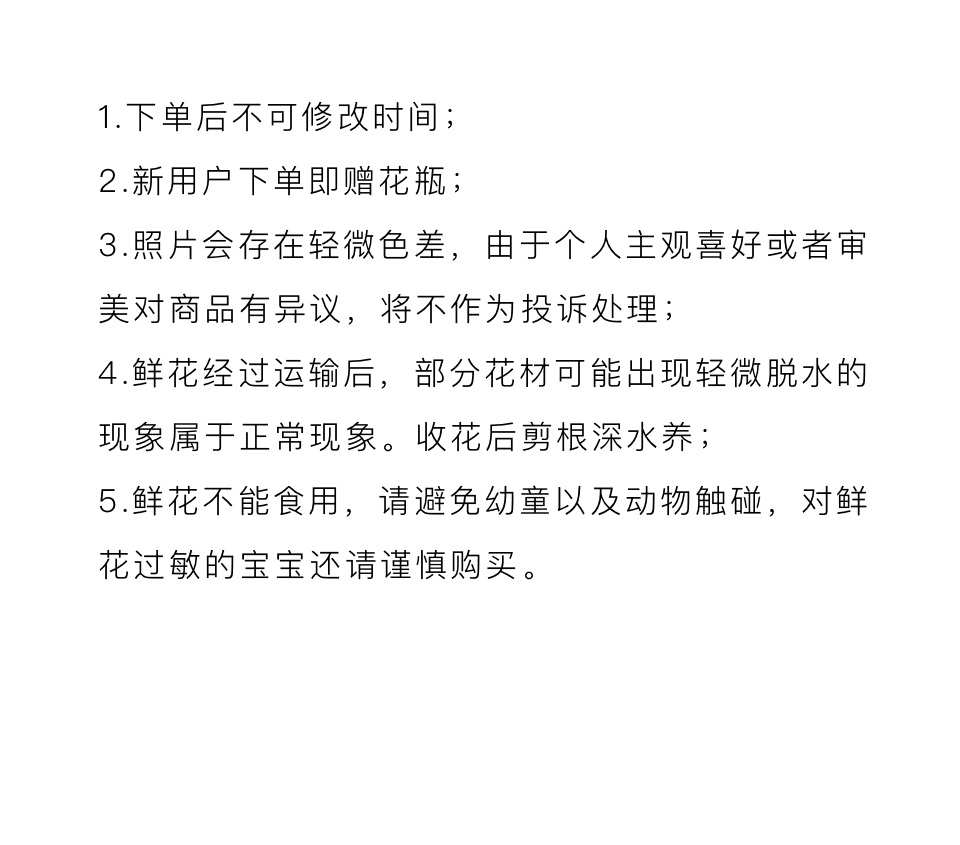 1.下单后不可修改时间；
2.新用户下单即赠花瓶；
3.照片会存在轻微色差，由于个人主观喜好或者审
美对商品有异议，将不作为投诉处理；
4.鲜花经过运输后，部分花材可能出现轻微脱水的
现象属于正常现象。收花后剪根深水养；
5.鲜花不能食用，请避免幼童以及动物触碰，对鲜
花过敏的宝宝还请谨慎购买。